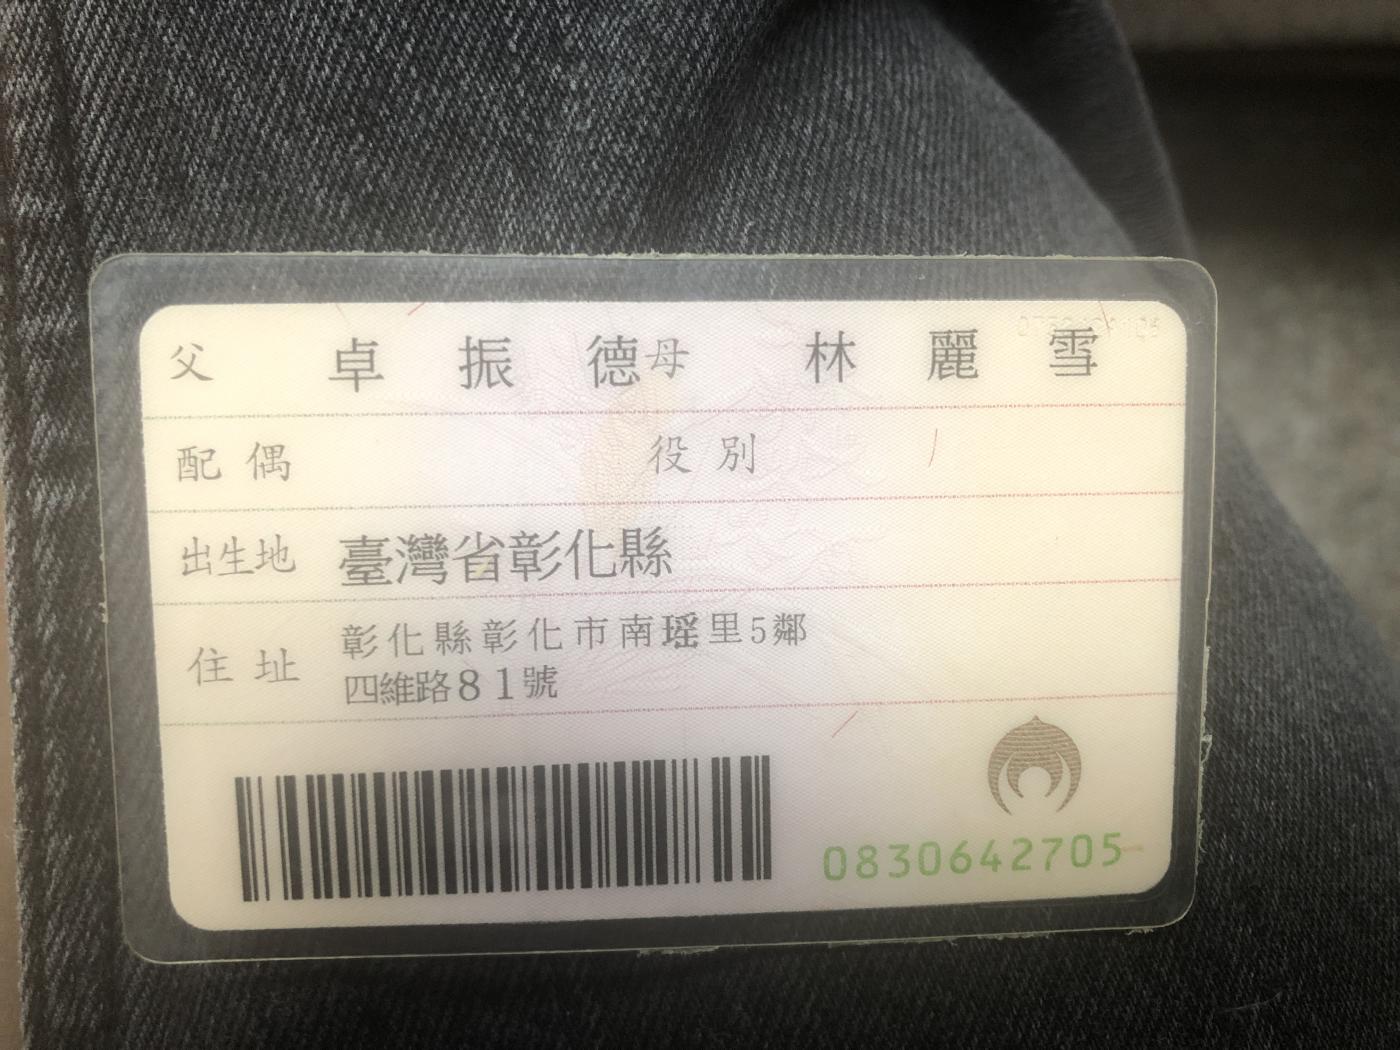 父 卓振德 母 林麗雪
配偶 役別
出生地 臺灣省彰化縣
住址 彰化縣彰化市南瑶里5鄰
四維路81號
0830642705